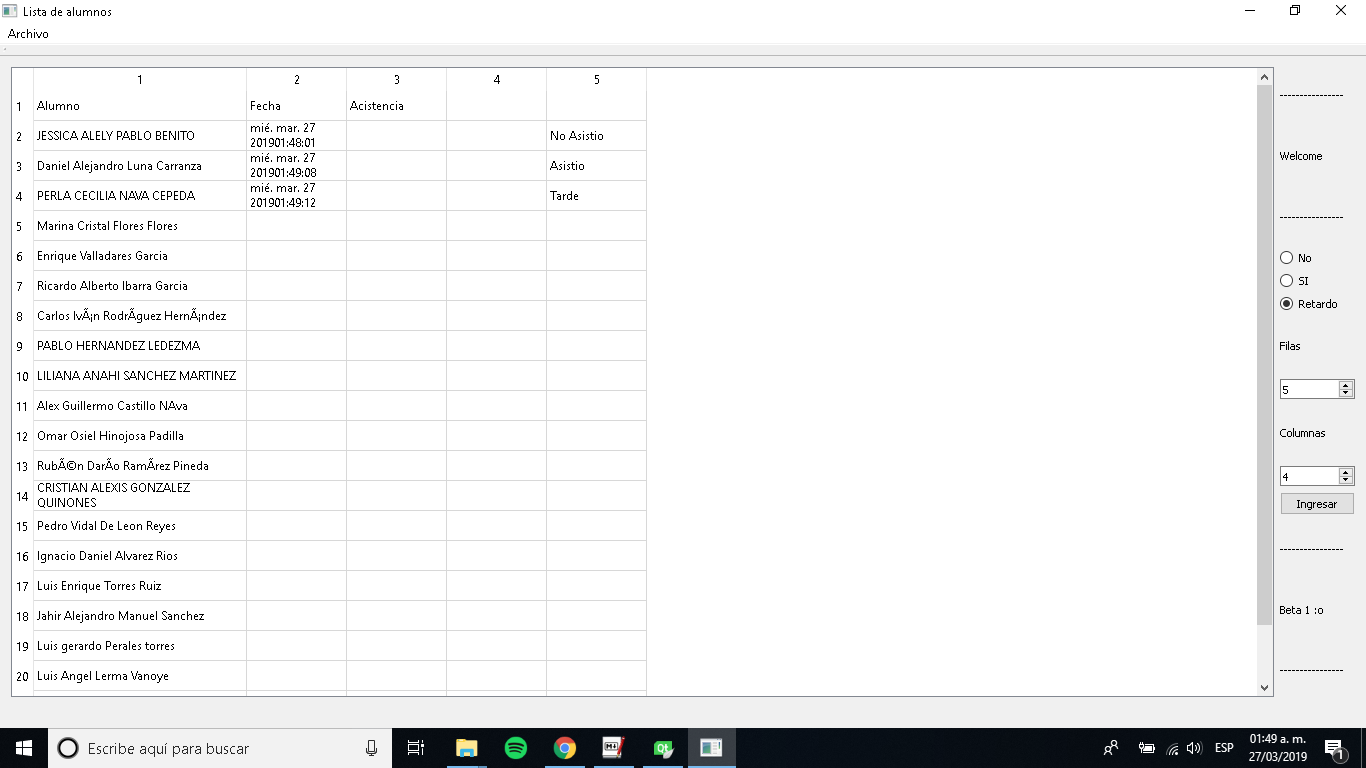 Lista de alumnos
Archivo
1 2 3 4 5
1 Alumno Fecha Acistencia
2 JESSICA ALELY PABLO BENITO mié. mar. 27 201901:48:01 No Asistio
3 Daniel Alejandro Luna Carranza mié. mar. 27 201901:49:08 Asistio
4 PERLA CECILIA NAVA CEPEDA mié. mar. 27 201901:49:12 Tarde
5 Marina Cristal Flores Flores
6 Enrique Valladares Garcia
7 Ricardo Alberto Ibarra Garcia
8 Carlos IvÃ¡n RodrÃ­guez HernÃ¡ndez
9 PABLO HERNANDEZ LEDEZMA
10 LILIANA ANAHI SANCHEZ MARTINEZ
11 Alex Guillermo Castillo NAva
12 Omar Osiel Hinojosa Padilla
13 RubÃ©n DarÃ­o RamÃ­rez Pineda
14 CRISTIAN ALEXIS GONZALEZ QUINONES
15 Pedro Vidal De Leon Reyes
16 Ignacio Daniel Alvarez Rios
17 Luis Enrique Torres Ruiz
18 Jahir Alejandro Manuel Sanchez
19 Luis gerardo Perales torres
20 Luis Angel Lerma Vanoye
----------------
Welcome
----------------
No
SI
Retardo
Filas
5
Columnas
4
Ingresar
----------------
Beta 1 :o
----------------
Escribe aquí para buscar
ESP
01:49 a. m.
27/03/2019
1